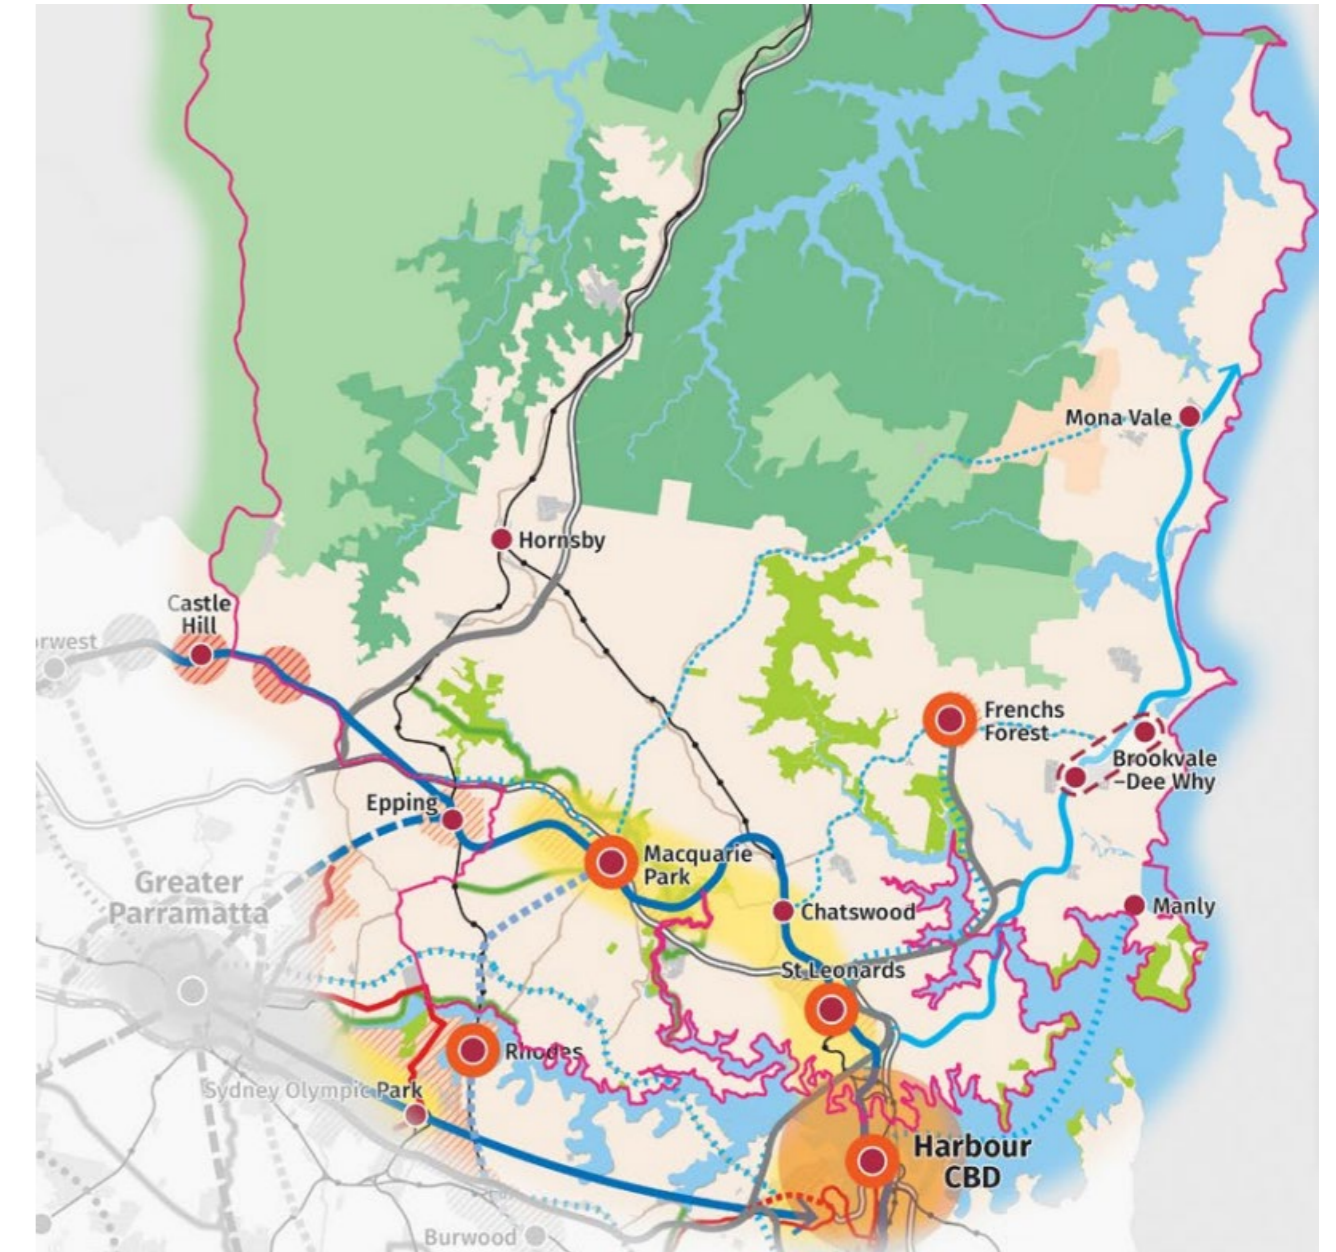 Mona Vale
Hornsby
Castle
Hill
orwest
Frenchs
Forest
Brookvale
–Dee Why
Epping
Macquarie
Park
Greater
Parramatta
Chatswood
Manly
St Leonards
Rhodes
Sydney Olympic Park
Harbour
CBD
Burwood